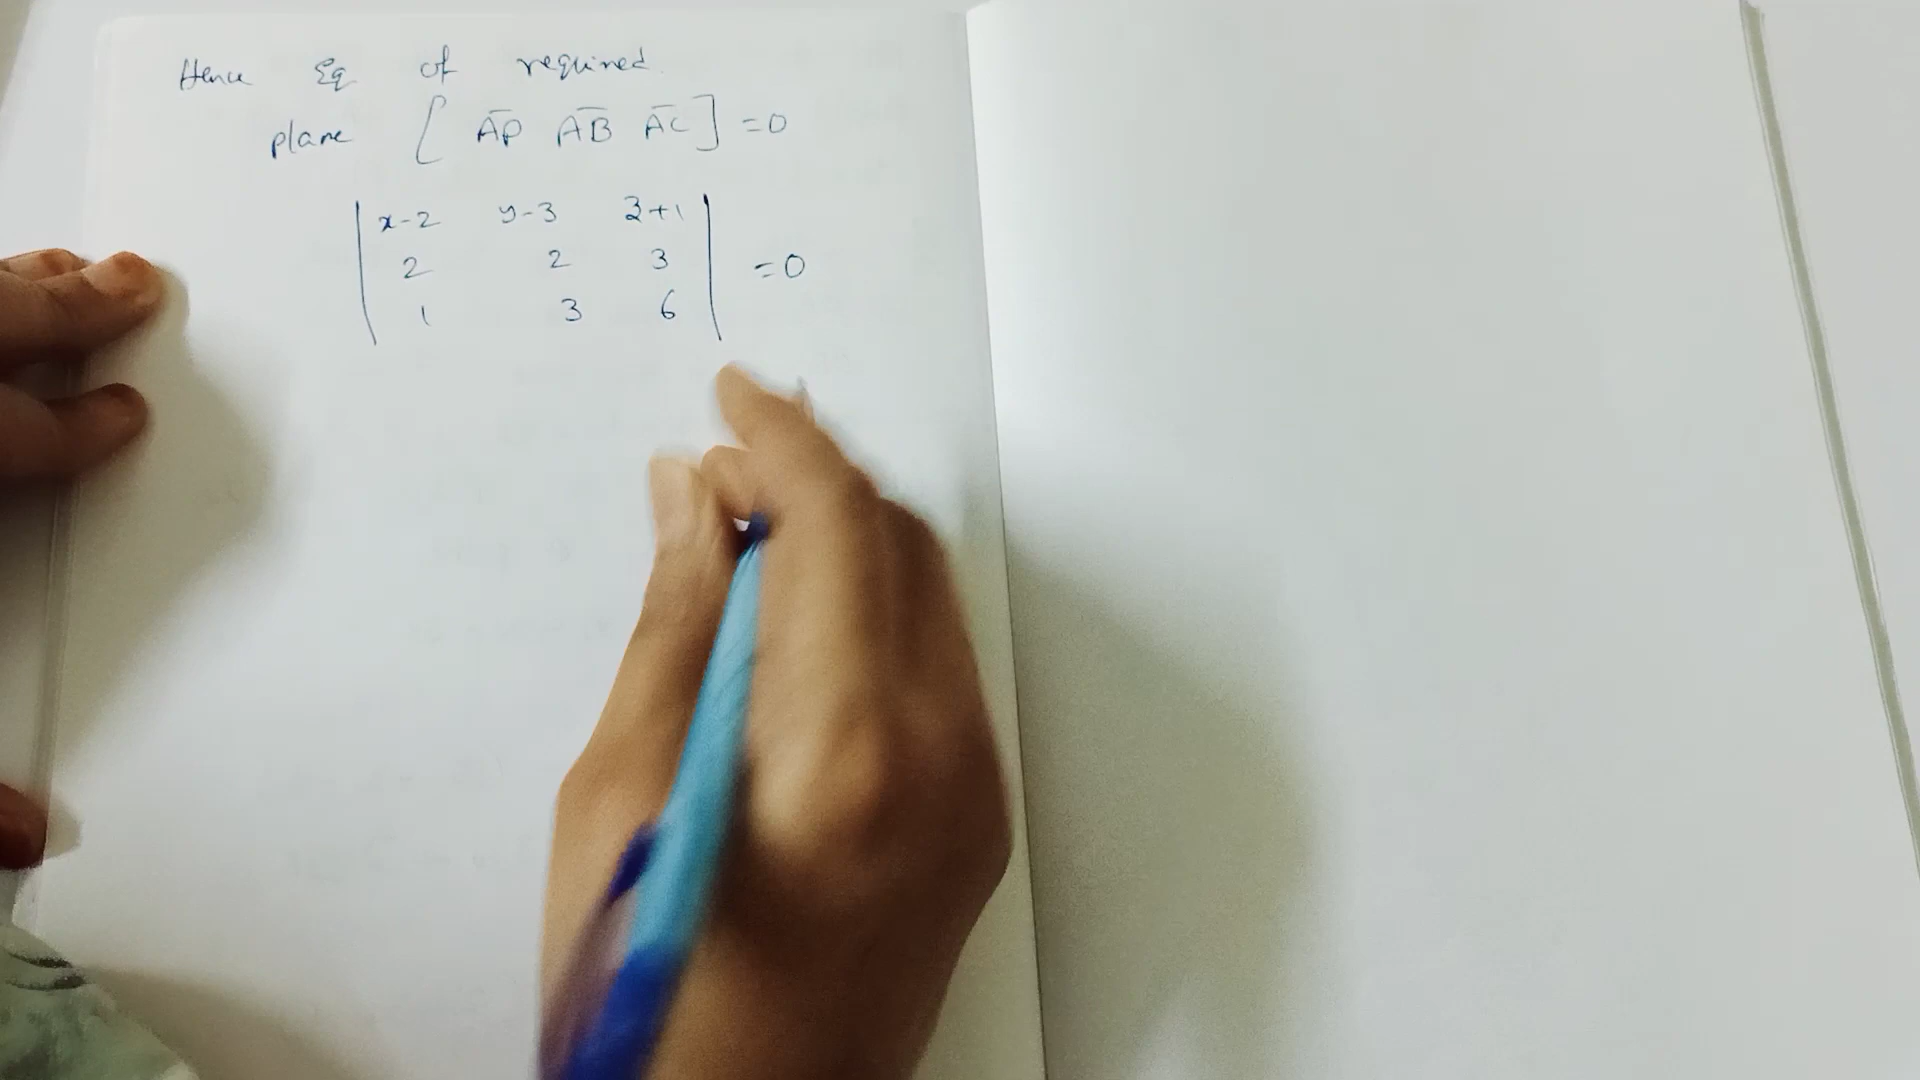 Hence Eq of required
plane [ AP AB AC ] = 0
| x-2 y-3 z+1 |
| 2 2 3 | = 0
| 1 3 6 |